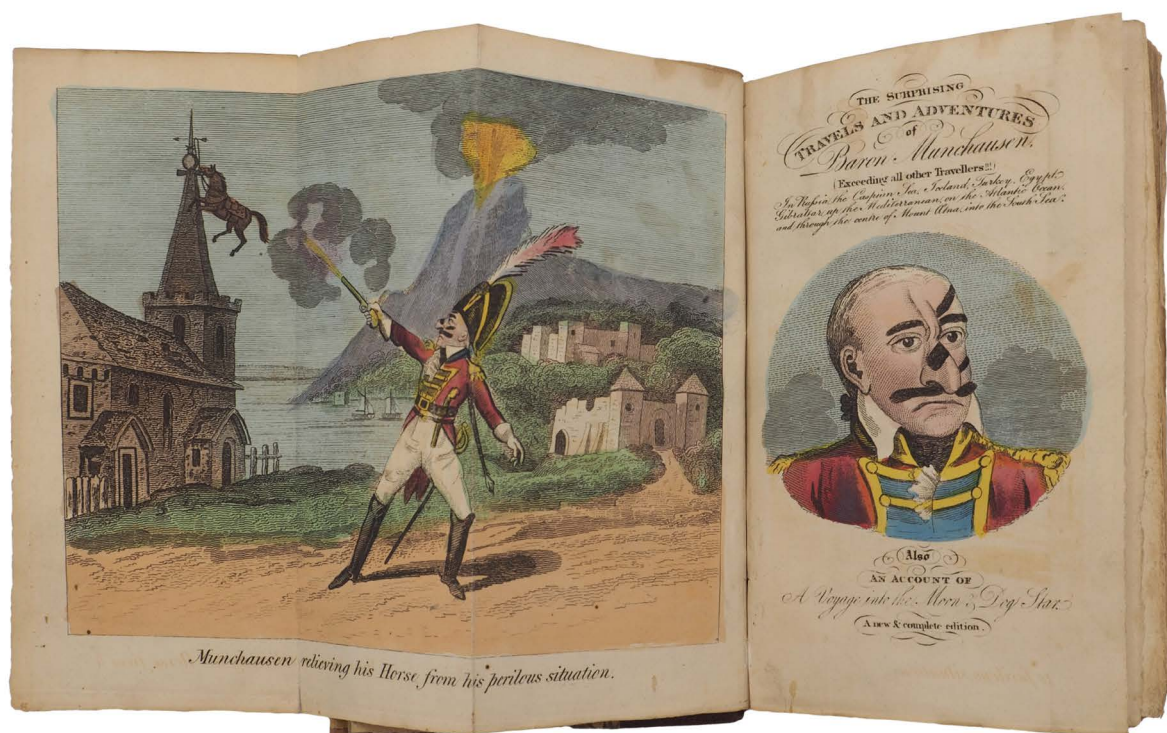 Munchausen relieving his Horse from his perilous situation.
THE SURPRISING
TRAVELS AND ADVENTURES
of
Baron Munchausen.
(Exceeding all other Travellers!!!)
In Russia, the Caspian Sea, Iceland, Turkey, Egypt,
Gibraltar, up the Mediterranean, on the Atlantic Ocean,
and through the centre of Mount Etna, into the South Sea:
Also
AN ACCOUNT OF
A Voyage into the Moon & Dog Star.
A new & complete edition.